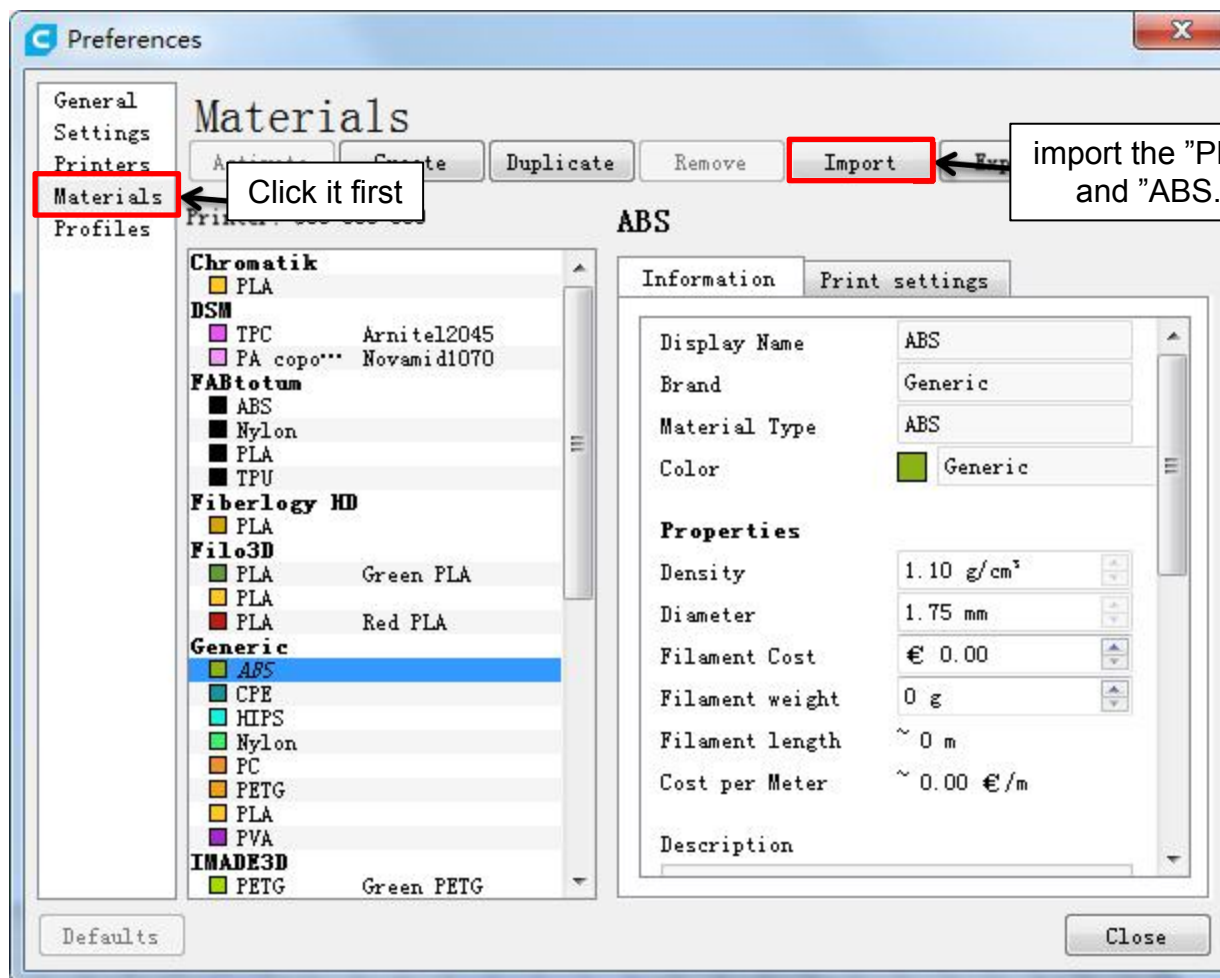 Preferences
General
Settings
Printers
Materials
Profiles
Materials
Duplicate
Remove
Import
import the "PL
and "ABS.
Click it first
ABS
Chromatik
PLA
DSM
TPC Arnitel2045
PA copo··· Novamid1070
FABtotum
ABS
Nylon
PLA
TPU
Fiberlogy HD
PLA
Filo3D
PLA Green PLA
PLA
PLA Red PLA
Generic
ABS
CPE
HIPS
Nylon
PC
PETG
PLA
PVA
IMADE3D
PETG Green PETG
Information Print settings
Display Name ABS
Brand Generic
Material Type ABS
Color Generic
Properties
Density 1.10 g/cm³
Diameter 1.75 mm
Filament Cost € 0.00
Filament weight 0 g
Filament length ~ 0 m
Cost per Meter ~ 0.00 €/m
Description
Defaults
Close